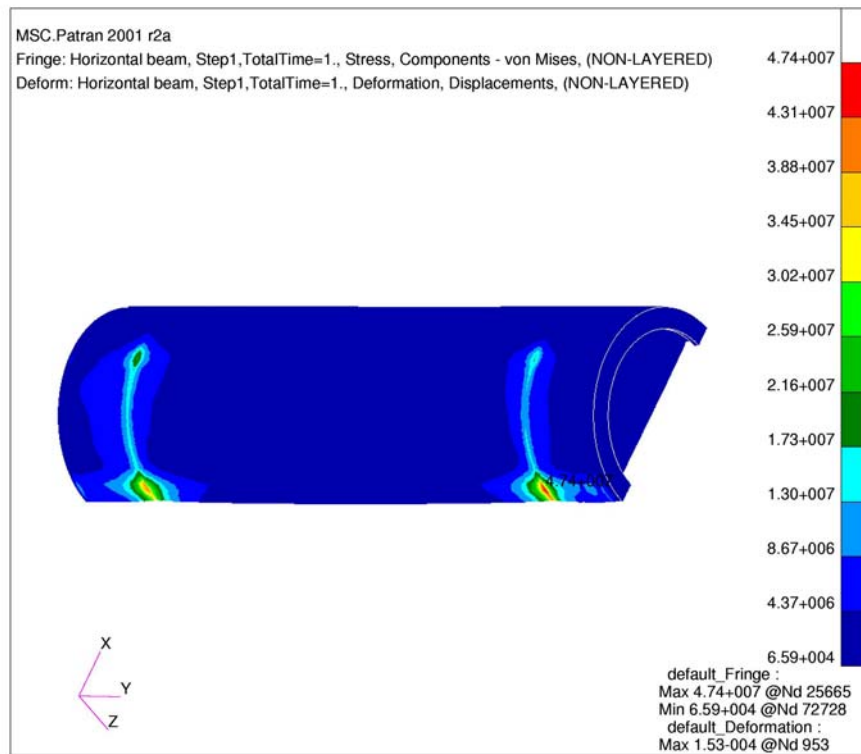 MSC.Patran 2001 r2a
Fringe: Horizontal beam, Step1,TotalTime=1., Stress, Components - von Mises, (NON-LAYERED)
Deform: Horizontal beam, Step1,TotalTime=1., Deformation, Displacements, (NON-LAYERED)
4.74+007
4.31+007
3.88+007
3.45+007
3.02+007
2.59+007
2.16+007
1.73+007
1.30+007
8.67+006
4.37+006
6.59+004
4.74+007
X
Y
Z
default_Fringe :
Max 4.74+007 @Nd 25665
Min 6.59+004 @Nd 72728
default_Deformation :
Max 1.53-004 @Nd 953